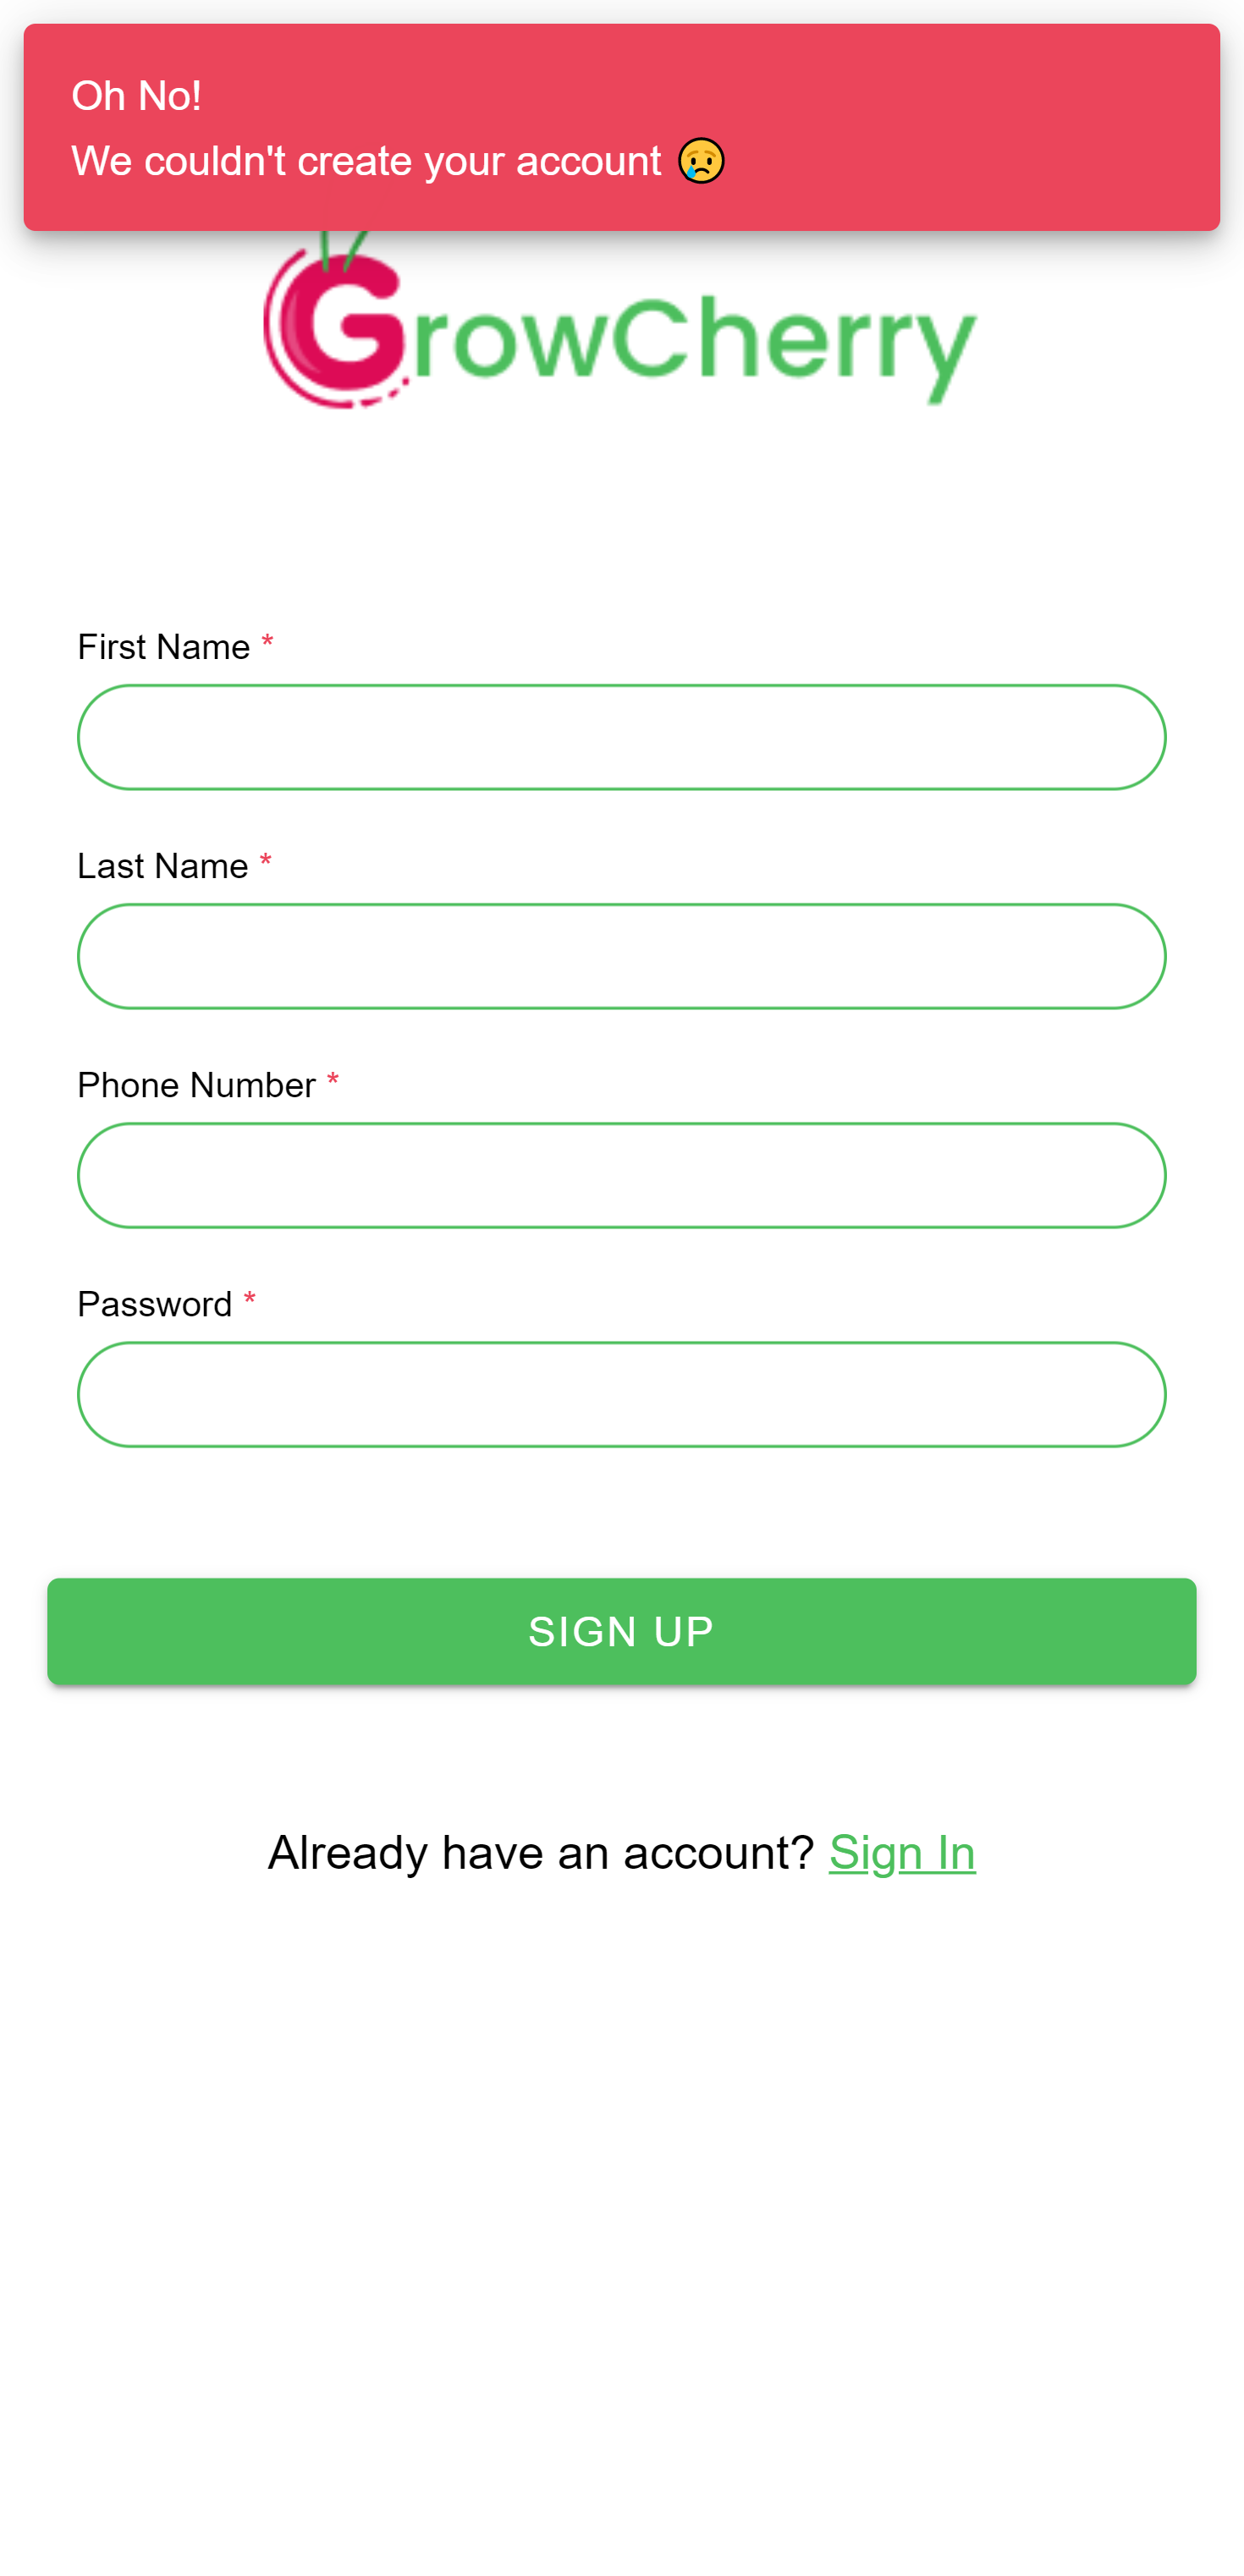 Oh No!
We couldn't create your account 😥
GrowCherry
First Name *
Last Name *
Phone Number *
Password *
SIGN UP
Already have an account? Sign In